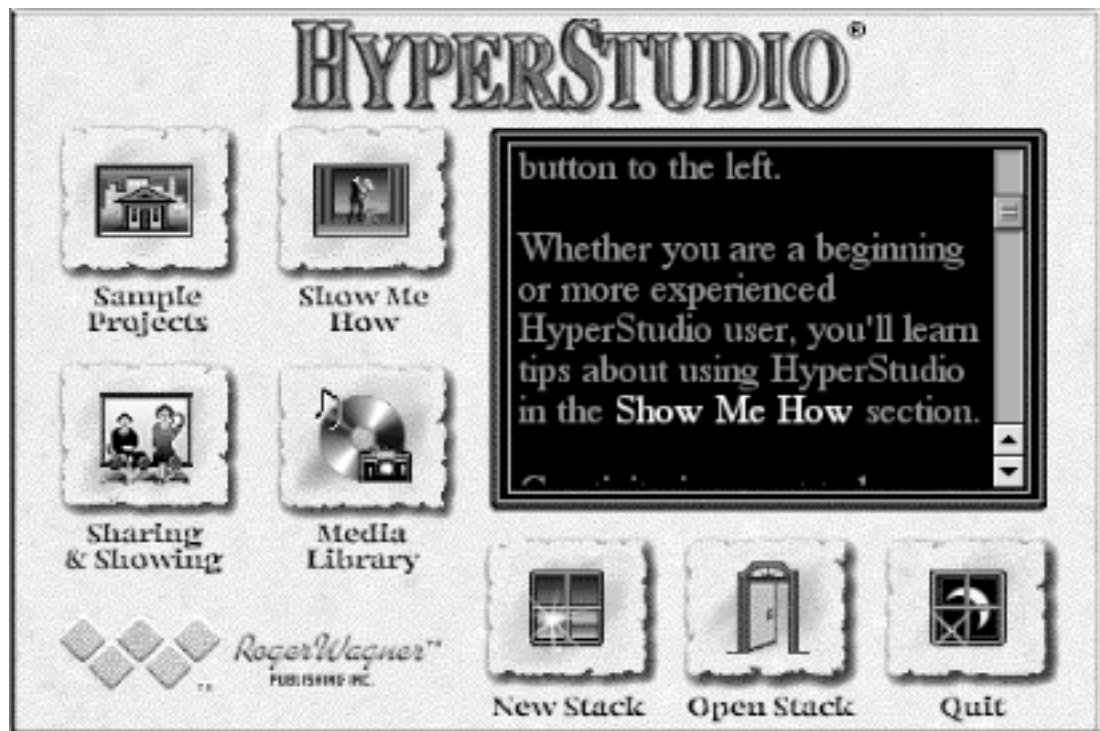 HYPERSTUDIO®
Sample
Projects
Show Me
How
button to the left.
Whether you are a beginning
or more experienced
HyperStudio user, you'll learn
tips about using HyperStudio
in the Show Me How section.
Sharing
& Showing
Media
Library
RogerWagner™
PUBLISHING INC.
TM
New Stack
Open Stack
Quit